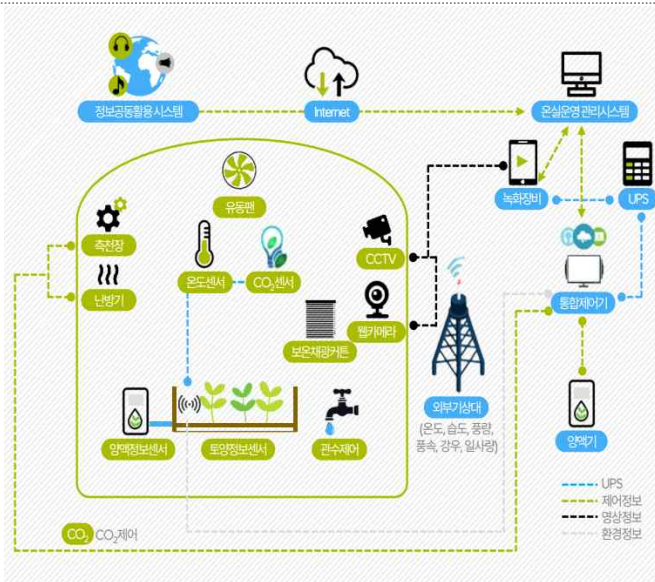 정보공동활용 시스템
Internet
온실운영 관리시스템
녹화장비
UPS
유동팬
측천장
CCTV
온도센서
CO₂센서
난방기
웹카메라
통합제어기
보온채광커튼
외부기상대
(온도, 습도, 풍량,
풍속, 강우, 일사량)
양액정보센서
토양정보센서
관수제어
양액기
UPS
제어정보
영상정보
환경정보
CO₂ CO₂제어